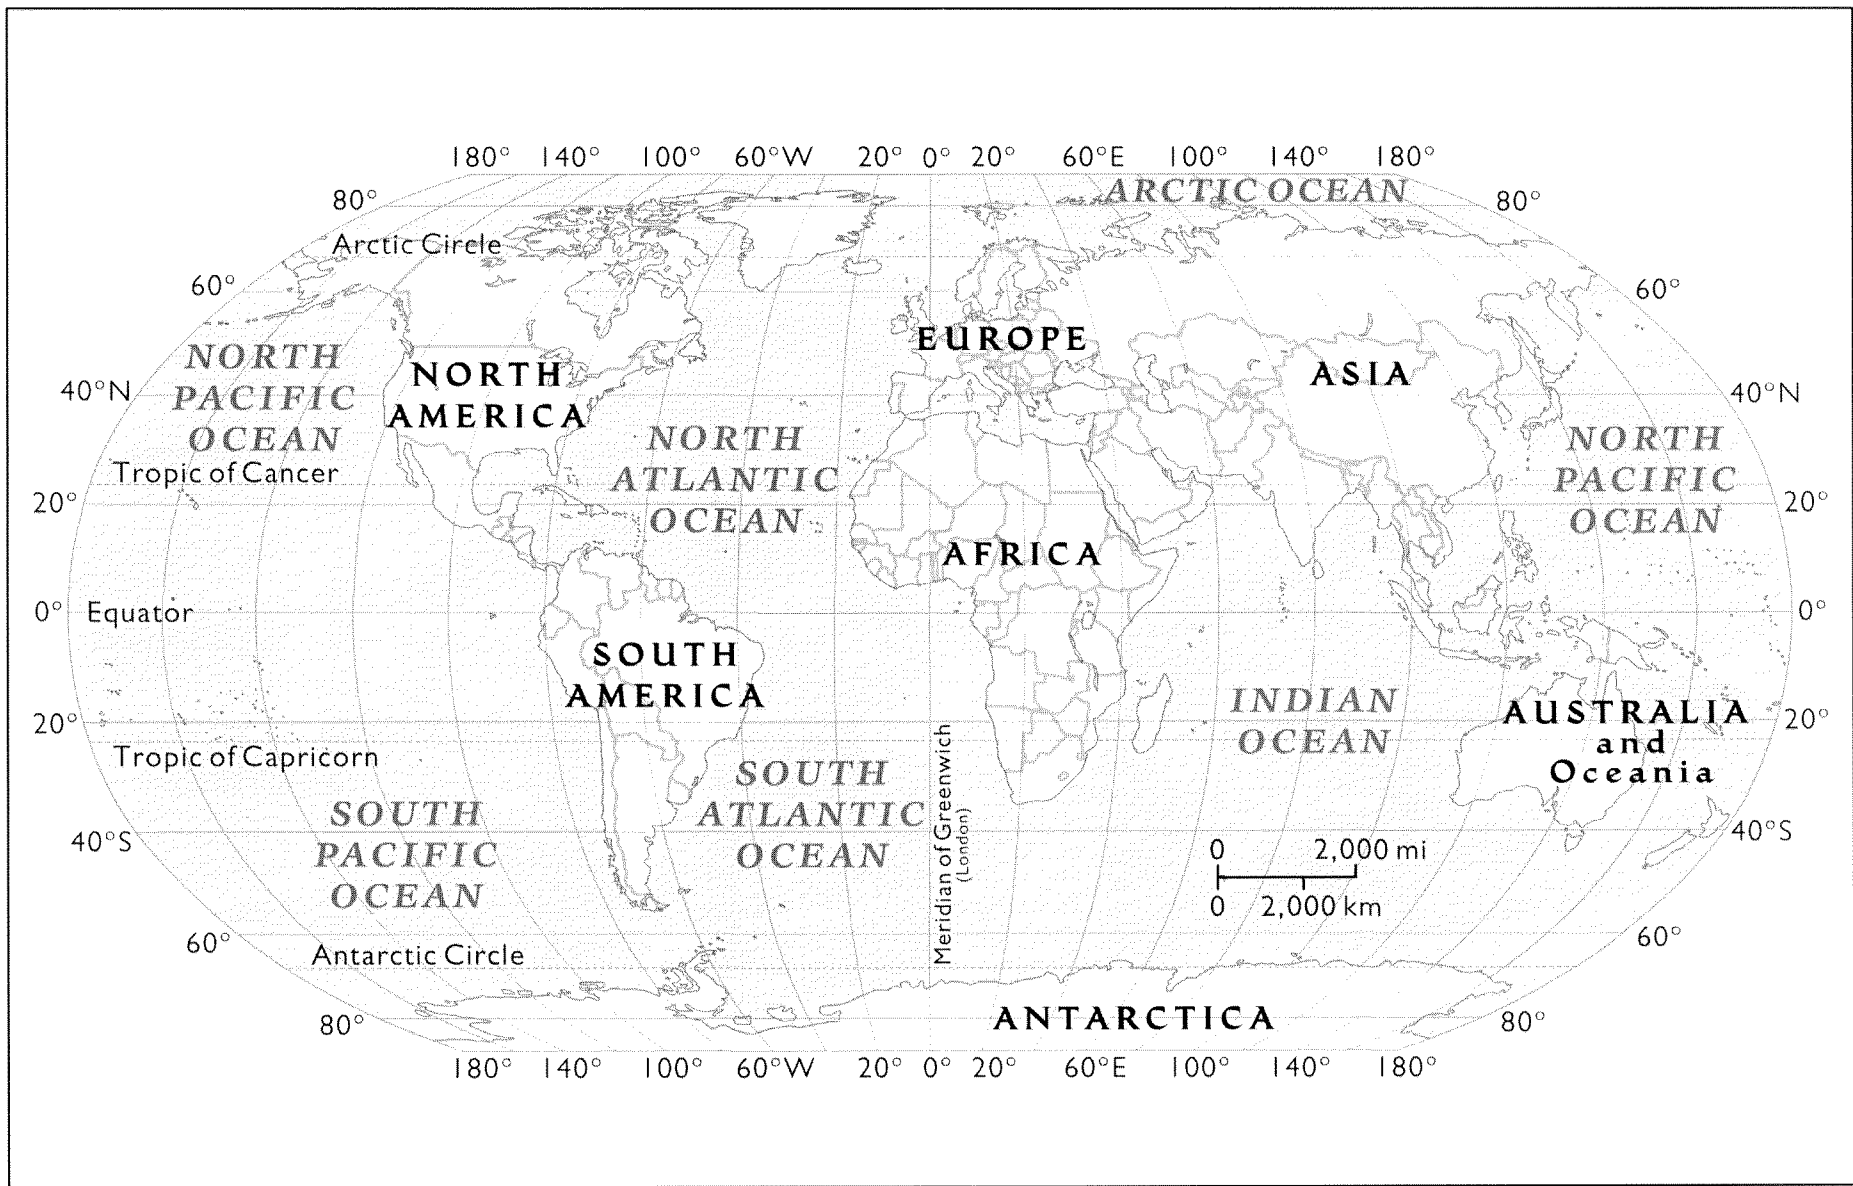 180° 140° 100° 60°W 20° 0° 20° 60°E 100° 140° 180°
80° ARCTIC OCEAN 80°
Arctic Circle
60° 60°
EUROPE
NORTH
PACIFIC
OCEAN
NORTH
AMERICA
ASIA
40°N 40°N
NORTH
ATLANTIC
OCEAN
NORTH
PACIFIC
OCEAN
Tropic of Cancer
20° 20°
AFRICA
0° Equator 0°
SOUTH
AMERICA
INDIAN
OCEAN
AUSTRALIA
and
Oceania
20° 20°
Tropic of Capricorn
SOUTH
ATLANTIC
OCEAN
Meridian of Greenwich
(London)
SOUTH
PACIFIC
OCEAN
40°S 40°S
0 2,000 mi
0 2,000 km
60° 60°
Antarctic Circle
80° ANTARCTICA 80°
180° 140° 100° 60°W 20° 0° 20° 60°E 100° 140° 180°